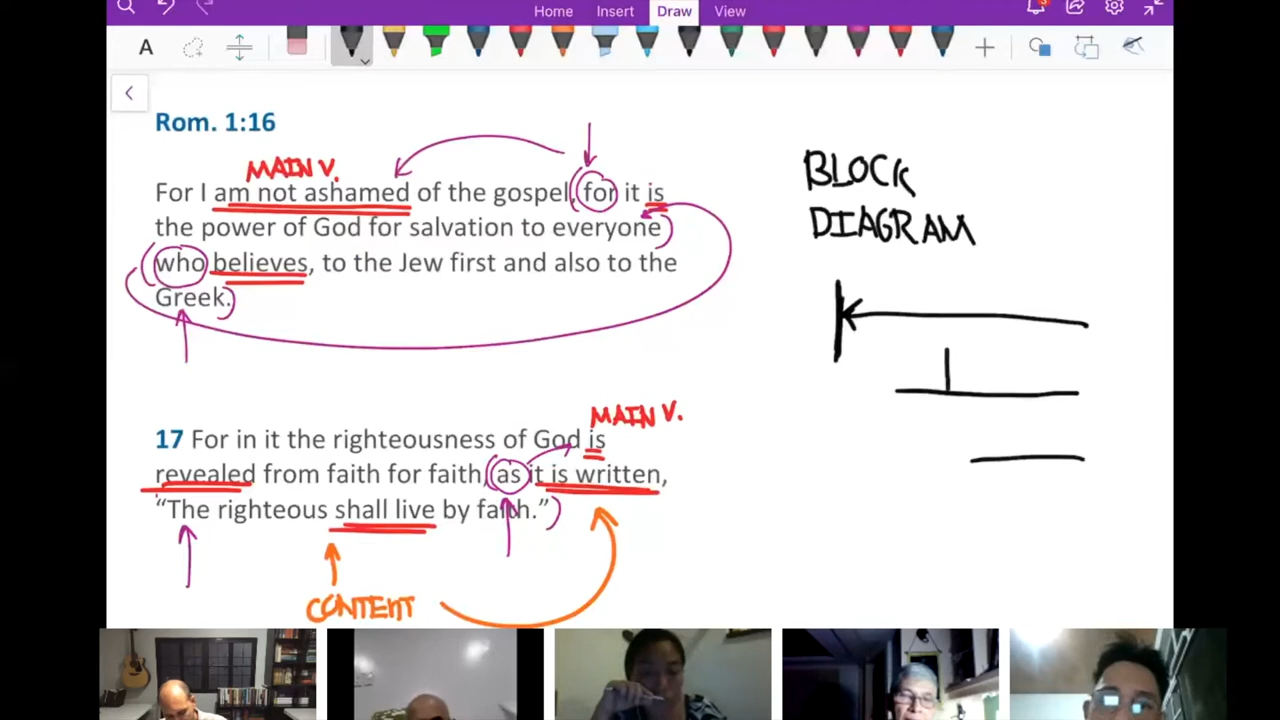 Home Insert Draw View
A
Rom. 1:16
MAIN V.
For I am not ashamed of the gospel, for it is
the power of God for salvation to everyone
who believes, to the Jew first and also to the
Greek.
MAIN V.
17 For in it the righteousness of God is
revealed from faith for faith, as it is written,
“The righteous shall live by faith.”
CONTENT
BLOCK
DIAGRAM